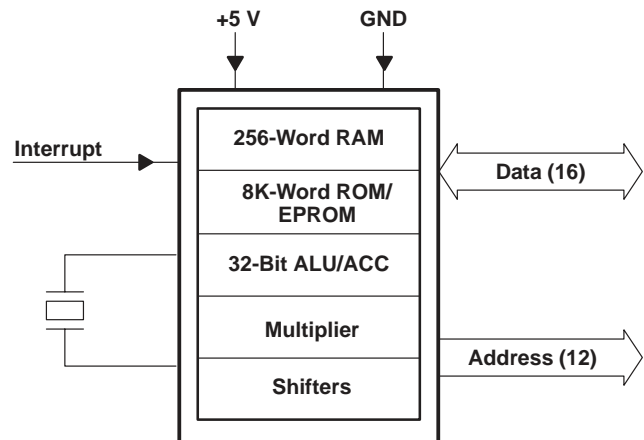 +5 V
GND
Interrupt
256-Word RAM
8K-Word ROM/
EPROM
32-Bit ALU/ACC
Multiplier
Shifters
Data (16)
Address (12)